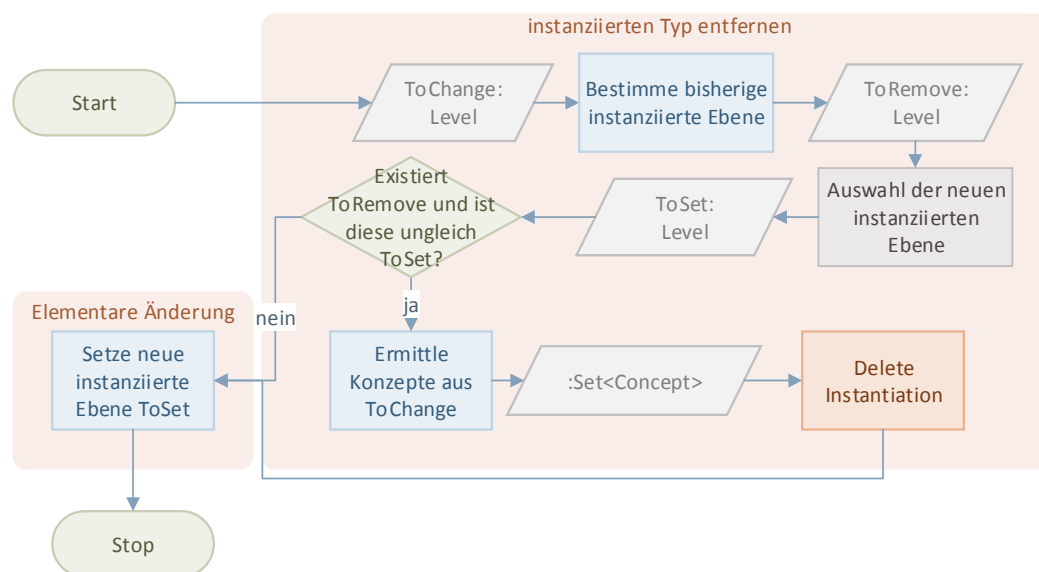 instanziierten Typ entfernen
Start
ToChange:
Level
Bestimme bisherige
instanziierte Ebene
ToRemove:
Level
Existiert
ToRemove und ist
diese ungleich
ToSet?
ToSet:
Level
Auswahl der neuen
instanziierten
Ebene
ja
nein
Elementare Änderung
Setze neue
instanziierte
Ebene ToSet
Ermittle
Konzepte aus
ToChange
:Set<Concept>
Delete
Instantiation
Stop